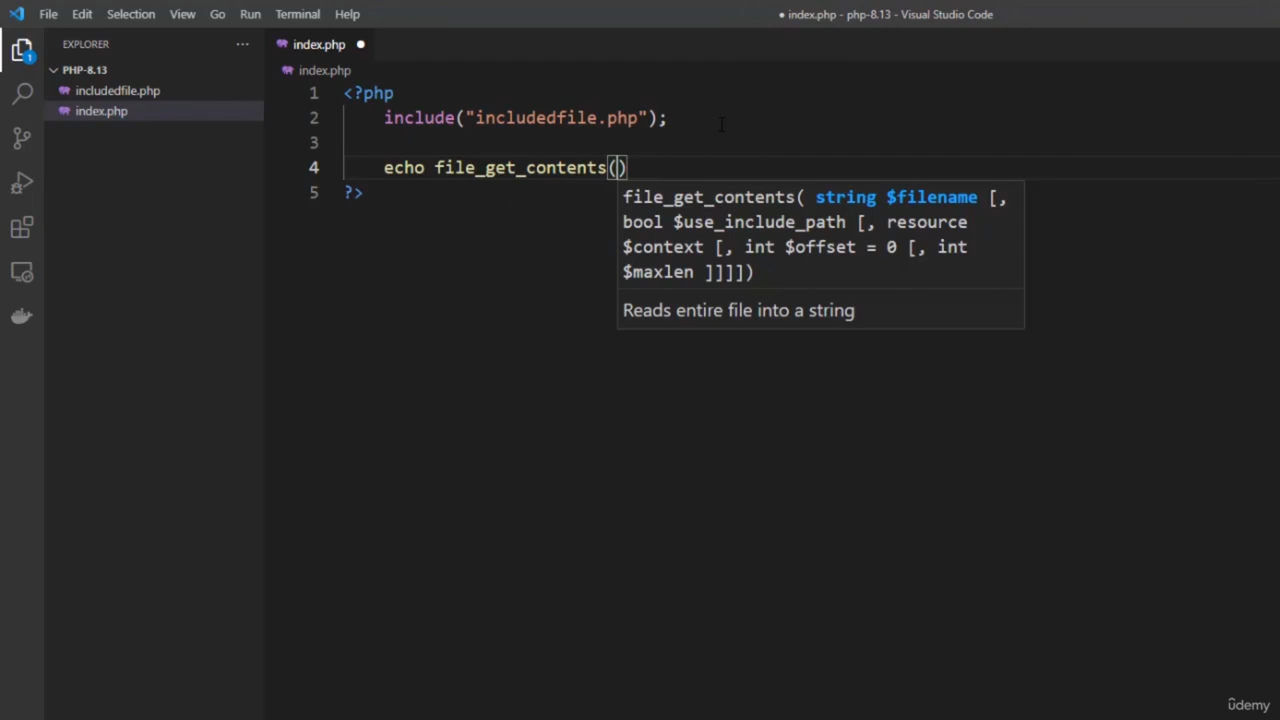 File Edit Selection View Go Run Terminal Help
● index.php - php-8.13 - Visual Studio Code
EXPLORER ···
index.php ●
PHP-8.13
index.php
includedfile.php
index.php
1
1 <?php
2 include("includedfile.php");
3
4 echo file_get_contents()
5 ?>
file_get_contents( string $filename [,
bool $use_include_path [, resource
$context [, int $offset = 0 [, int
$maxlen ]]]])
Reads entire file into a string
ûdemy